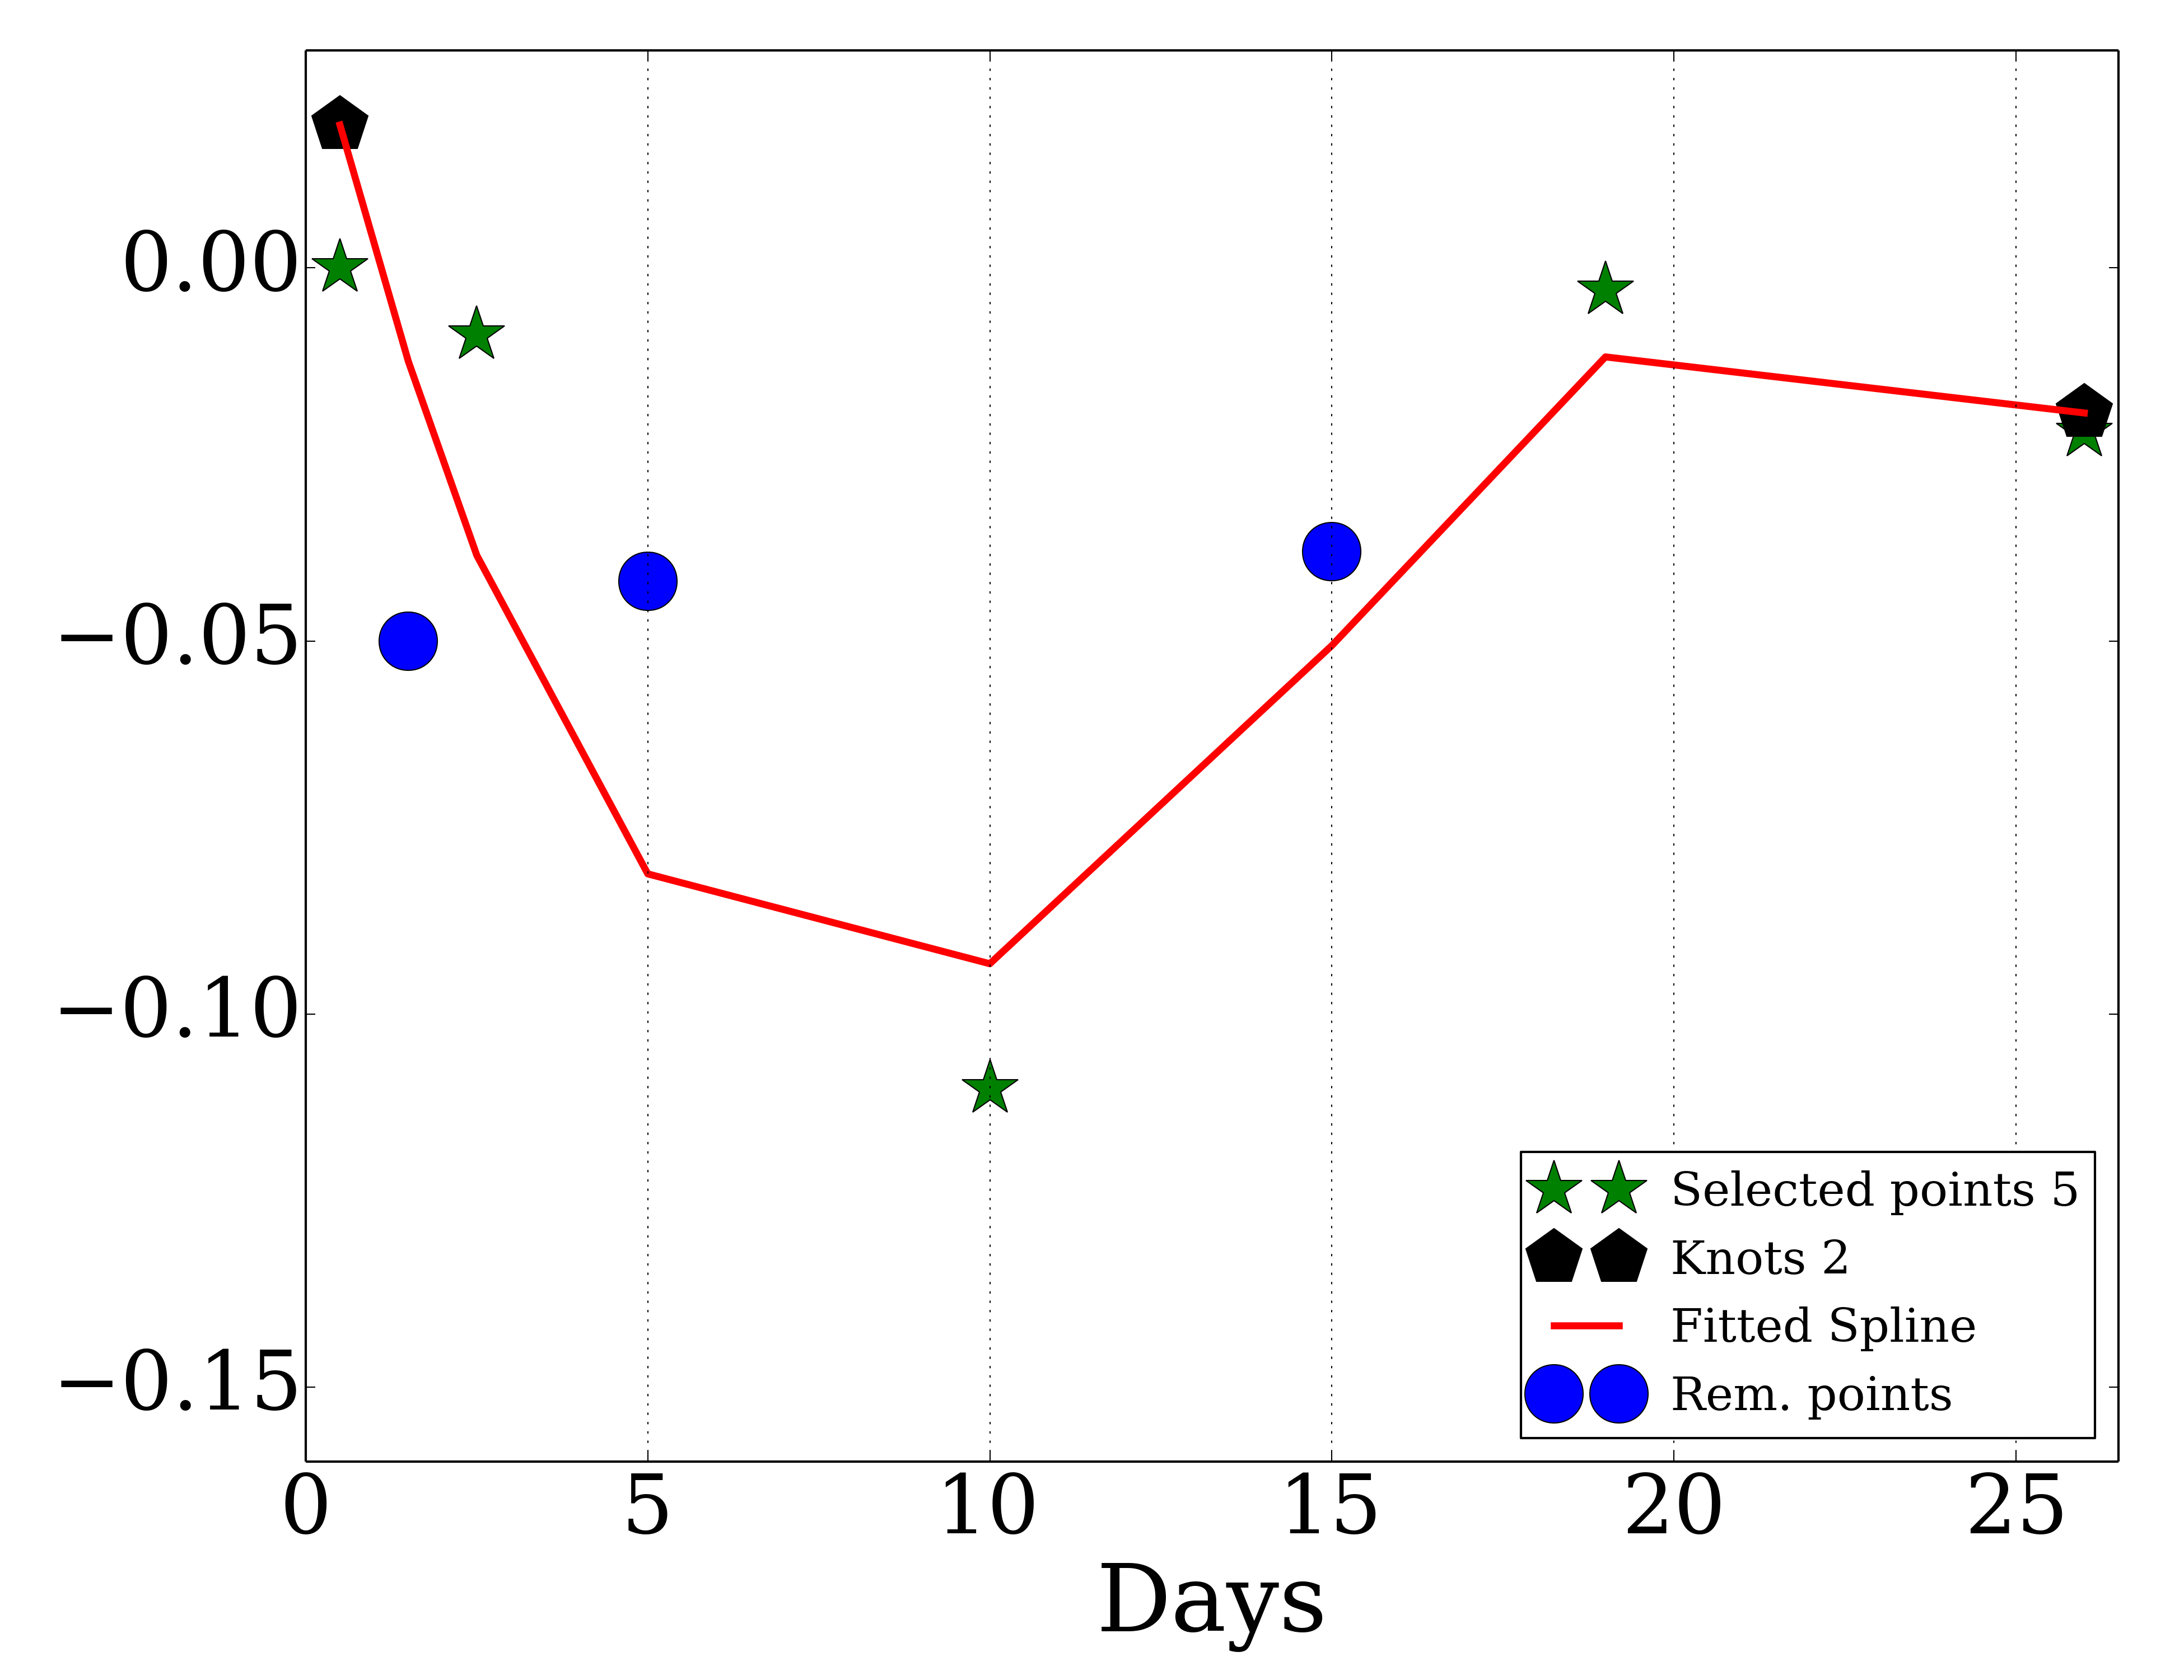 0.00
−0.05
−0.10
−0.15
0 5 10 15 20 25
Days
Selected points 5
Knots 2
Fitted Spline
Rem. points